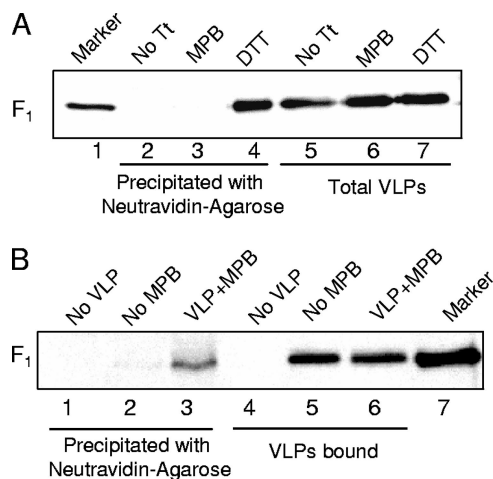 A
Marker No Tt MPB DTT No Tt MPB DTT
F1
1 2 3 4 5 6 7
Precipitated with Neutravidin-Agarose
Total VLPs
B
No VLP No MPB VLP+MPB No VLP No MPB VLP+MPB Marker
F1
1 2 3 4 5 6 7
Precipitated with Neutravidin-Agarose
VLPs bound